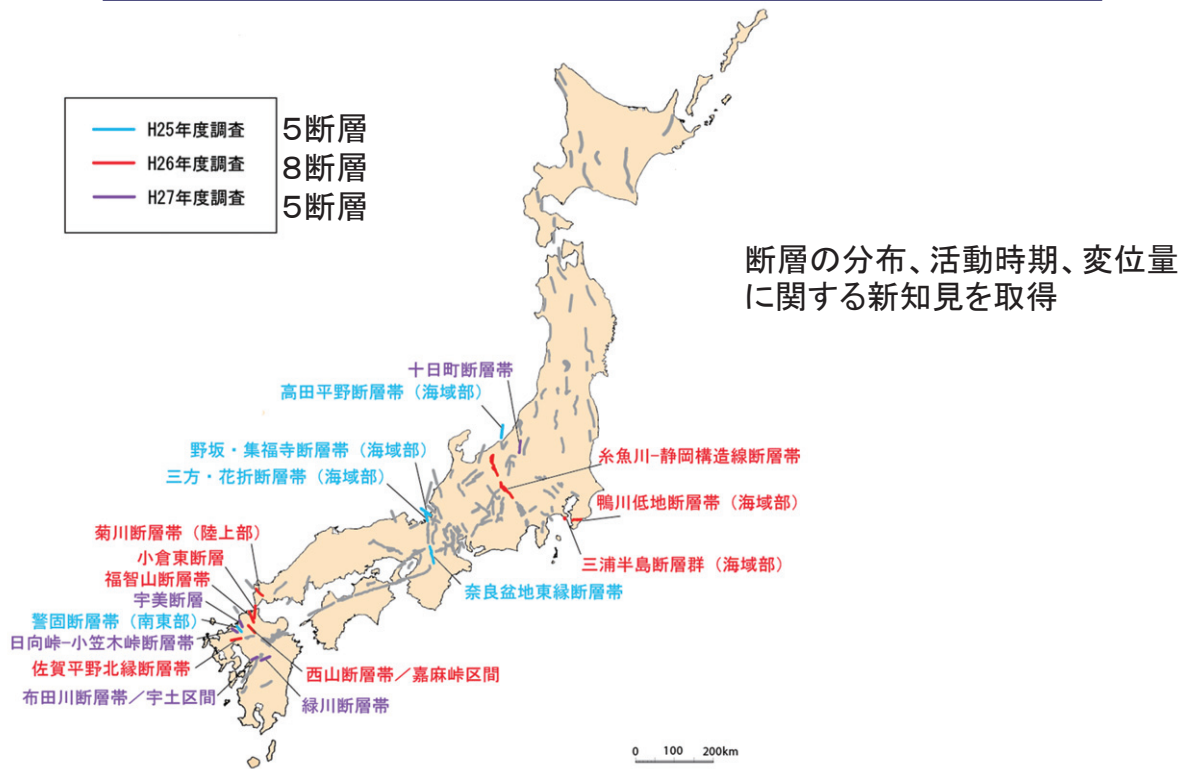 H25年度調査 5断層
H26年度調査 8断層
H27年度調査 5断層
断層の分布、活動時期、変位量
に関する新知見を取得
十日町断層帯
高田平野断層帯（海域部）
野坂・集福寺断層帯（海域部）
三方・花折断層帯（海域部）
糸魚川−静岡構造線断層帯
鴨川低地断層帯（海域部）
三浦半島断層群（海域部）
奈良盆地東縁断層帯
菊川断層帯（陸上部）
小倉東断層
福智山断層帯
宇美断層
警固断層帯（南東部）
日向峠−小笠木峠断層帯
佐賀平野北縁断層帯
西山断層帯／嘉麻峠区間
布田川断層帯／宇土区間
緑川断層帯
0 100 200km